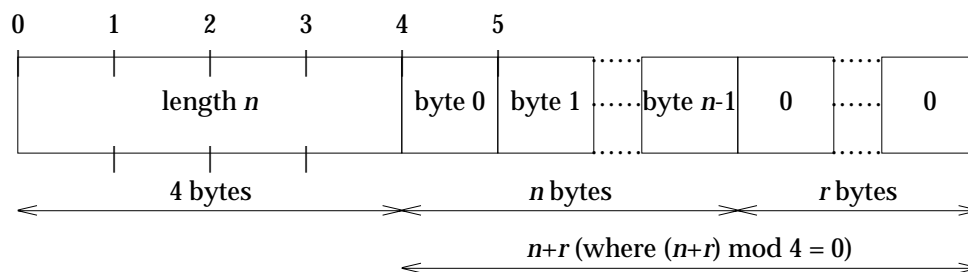 0 1 2 3 4 5
length n byte 0 byte 1 byte n-1 0 0
4 bytes n bytes r bytes
n+r (where (n+r) mod 4 = 0)